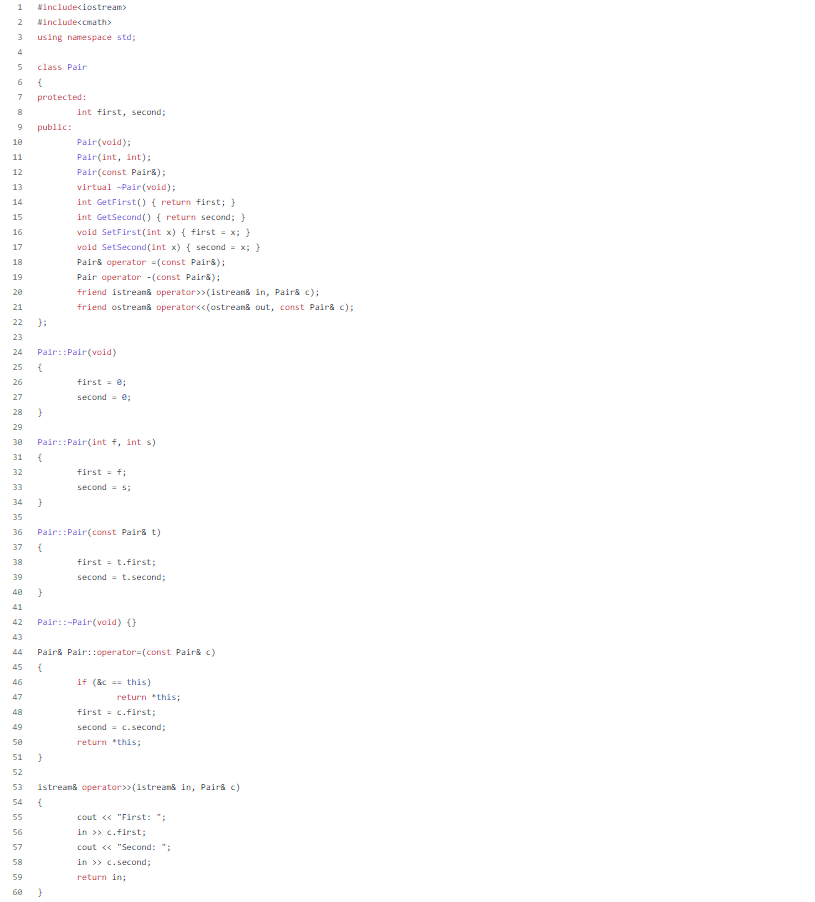 1 #include<iostream>
2 #include<cmath>
3 using namespace std;
4
5 class Pair
6 {
7 protected:
8 int first, second;
9 public:
10 Pair(void);
11 Pair(int, int);
12 Pair(const Pair&);
13 virtual ~Pair(void);
14 int GetFirst() { return first; }
15 int GetSecond() { return second; }
16 void SetFirst(int x) { first = x; }
17 void SetSecond(int x) { second = x; }
18 Pair& operator =(const Pair&);
19 Pair operator -(const Pair&);
20 friend istream& operator>>(istream& in, Pair& c);
21 friend ostream& operator<<(ostream& out, const Pair& c);
22 };
23
24 Pair::Pair(void)
25 {
26 first = 0;
27 second = 0;
28 }
29
30 Pair::Pair(int f, int s)
31 {
32 first = f;
33 second = s;
34 }
35
36 Pair::Pair(const Pair& t)
37 {
38 first = t.first;
39 second = t.second;
40 }
41
42 Pair::~Pair(void) {}
43
44 Pair& Pair::operator=(const Pair& c)
45 {
46 if (&c == this)
47 return *this;
48 first = c.first;
49 second = c.second;
50 return *this;
51 }
52
53 istream& operator>>(istream& in, Pair& c)
54 {
55 cout << "First: ";
56 in >> c.first;
57 cout << "Second: ";
58 in >> c.second;
59 return in;
60 }